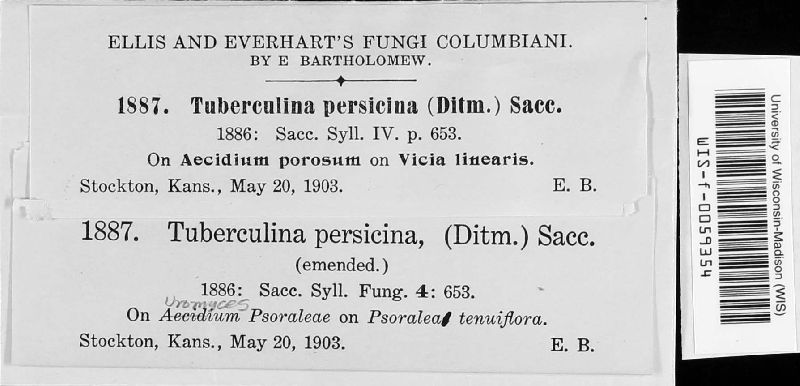 ELLIS AND EVERHART'S FUNGI COLUMBIANI.
BY E BARTHOLOMEW.
1887. Tuberculina persicina (Ditm.) Sacc.
1886: Sacc. Syll. IV. p. 653.
On Aecidium porosum on Vicia linearis.
Stockton, Kans., May 20, 1903. E. B.
1887. Tuberculina persicina, (Ditm.) Sacc.
(emended.)
1886: Sacc. Syll. Fung. 4: 653.
Uromyces
On Aecidium Psoraleae on Psoralea tenuiflora.
Stockton, Kans., May 20, 1903. E. B.
University of Wisconsin-Madison (WIS)
WIS-f-0059354